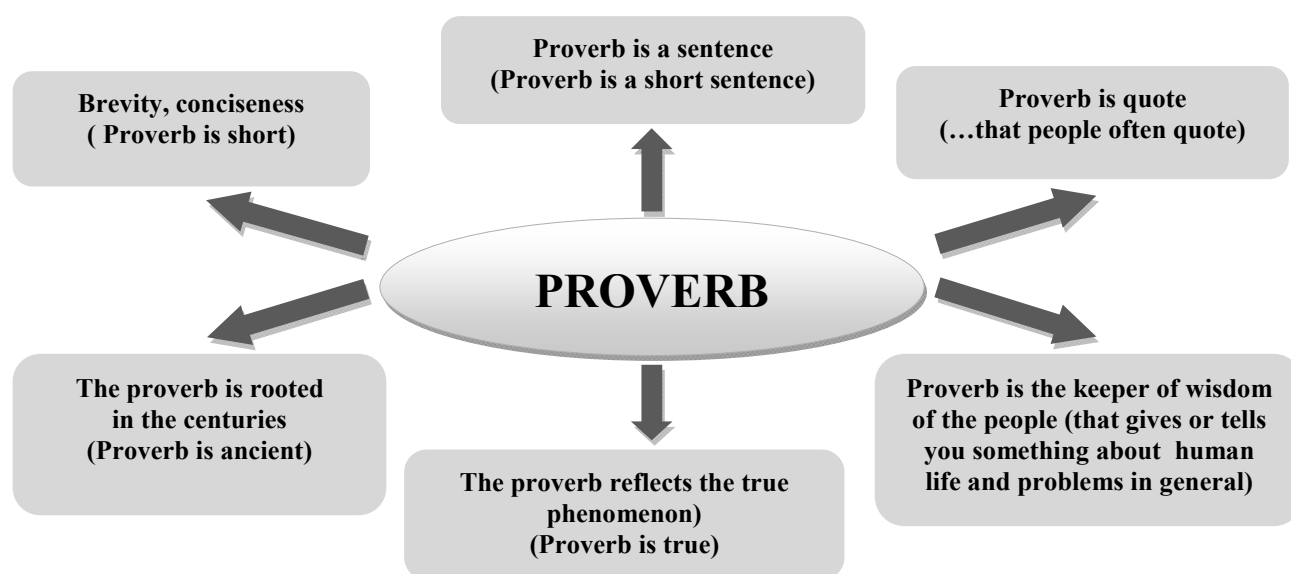 Proverb is a sentence
(Proverb is a short sentence)
Brevity, conciseness
( Proverb is short)
Proverb is quote
(…that people often quote)
PROVERB
The proverb is rooted
in the centuries
(Proverb is ancient)
The proverb reflects the true
phenomenon)
(Proverb is true)
Proverb is the keeper of wisdom
of the people (that gives or tells
you something about human
life and problems in general)